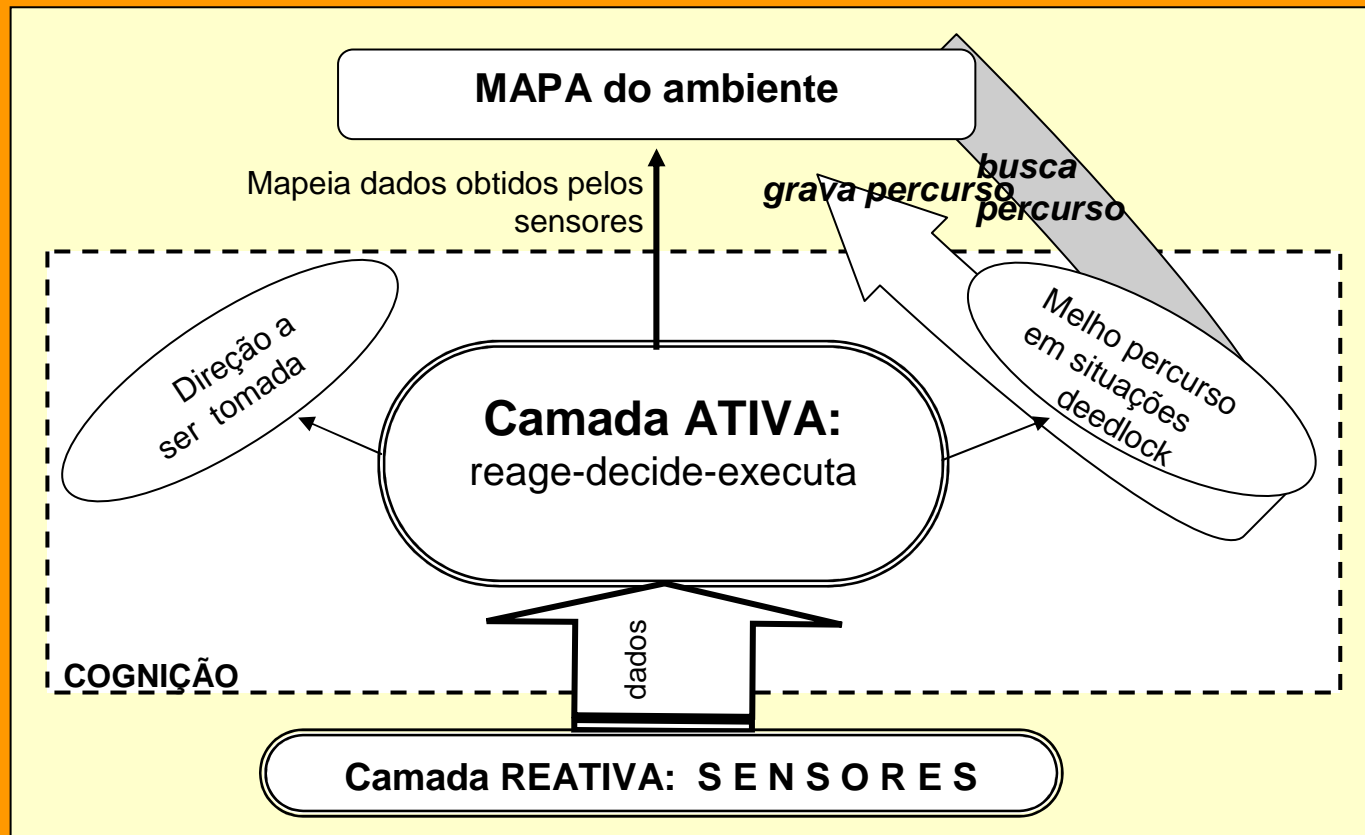 MAPA do ambiente
Mapeia dados obtidos pelos
sensores
grava percurso
busca
percurso
Direção a
ser tomada
Camada ATIVA:
reage-decide-executa
Melho percurso
em situações
deedlock
dados
COGNIÇÃO
Camada REATIVA: S E N S O R E S